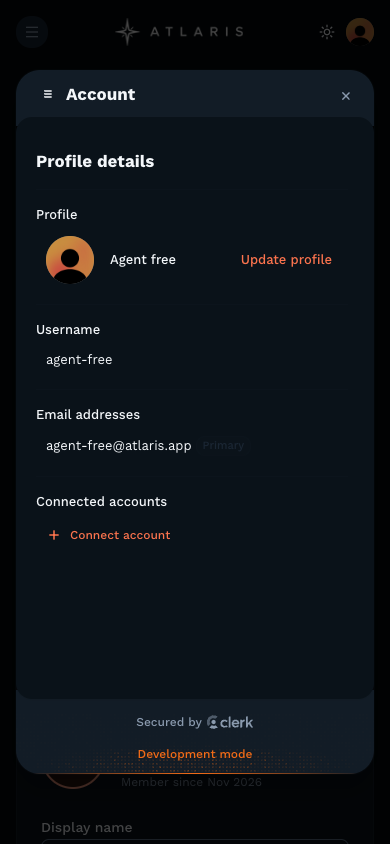 ATLARIS
Account
Profile details
Profile
Agent free
Update profile
Username
agent-free
Email addresses
agent-free@atlaris.app Primary
Connected accounts
+ Connect account
Secured by clerk
Development mode
Member since Nov 2026
Display name